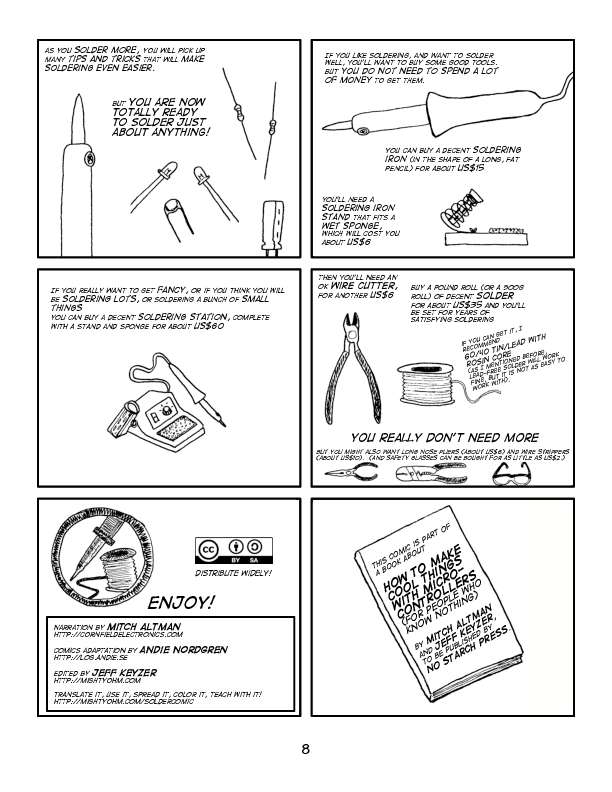 AS YOU SOLDER MORE, YOU WILL PICK UP
MANY TIPS AND TRICKS THAT WILL MAKE
SOLDERING EVEN EASIER.
BUT YOU ARE NOW
TOTALLY READY
TO SOLDER JUST
ABOUT ANYTHING!
IF YOU LIKE SOLDERING, AND WANT TO SOLDER
WELL, YOU'LL WANT TO BUY SOME GOOD TOOLS.
BUT YOU DO NOT NEED TO SPEND A LOT
OF MONEY TO GET THEM.
YOU CAN BUY A DECENT SOLDERING
IRON (IN THE SHAPE OF A LONG, FAT
PENCIL) FOR ABOUT US$15
YOU'LL NEED A
SOLDERING IRON
STAND THAT FITS A
WET SPONGE,
WHICH WILL COST YOU
ABOUT US$6
IF YOU REALLY WANT TO GET FANCY, OR IF YOU THINK YOU WILL
BE SOLDERING LOTS, OR SOLDERING A BUNCH OF SMALL
THINGS
YOU CAN BUY A DECENT SOLDERING STATION, COMPLETE
WITH A STAND AND SPONGE FOR ABOUT US$60
THEN YOU'LL NEED AN
OK WIRE CUTTER,
FOR ANOTHER US$6
BUY A POUND ROLL (OR A 500G
ROLL) OF DECENT SOLDER
FOR ABOUT US$35 AND YOU'LL
BE SET FOR YEARS OF
SATISFYING SOLDERING
IF YOU CAN GET IT, I
RECOMMEND
60/40 TIN/LEAD WITH
ROSIN CORE
(AS I MENTIONED BEFORE,
LEAD-FREE SOLDER WILL WORK
FINE, BUT IT IS NOT AS EASY TO
WORK WITH).
YOU REALLY DON'T NEED MORE
BUT YOU MIGHT ALSO WANT LONG NOSE PLIERS (ABOUT US$6) AND WIRE STRIPPERS
(ABOUT US$10). (AND SAFETY GLASSES CAN BE BOUGHT FOR AS LITTLE AS US$2.)
CC
BY SA
DISTRIBUTE WIDELY!
ENJOY!
NARRATION BY MITCH ALTMAN
HTTP://CORNFIELDELECTRONICS.COM
COMICS ADAPTATION BY ANDIE NORDGREN
HTTP://LOG.ANDIE.SE
EDITED BY JEFF KEYZER
HTTP://MIGHTYOHM.COM
TRANSLATE IT, USE IT, SPREAD IT, COLOR IT, TEACH WITH IT!
HTTP://MIGHTYOHM.COM/SOLDERCOMIC
THIS COMIC IS PART OF
A BOOK ABOUT
HOW TO MAKE
COOL THINGS
WITH MICRO-
CONTROLLERS
(FOR PEOPLE WHO
KNOW NOTHING)
BY MITCH ALTMAN
AND JEFF KEYZER,
TO BE PUBLISHED BY
NO STARCH PRESS.
8